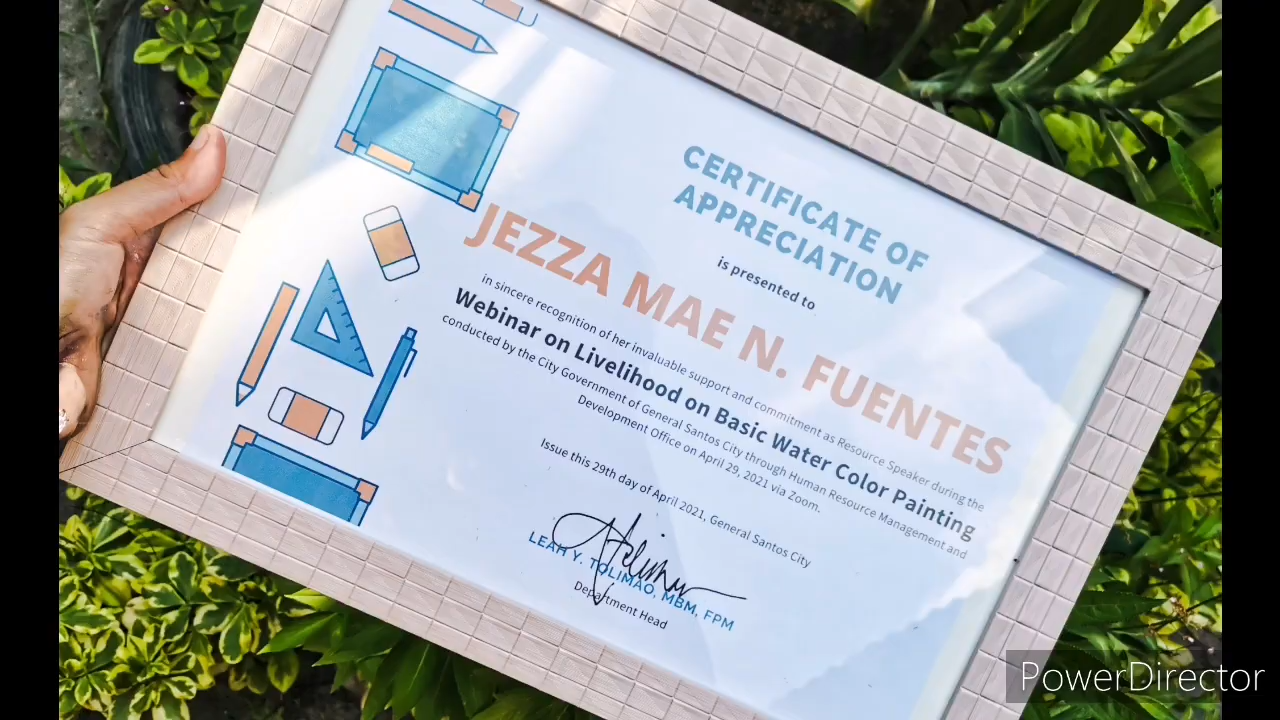 CERTIFICATE OF
APPRECIATION
is presented to
JEZZA MAE N. FUENTES
in sincere recognition of her invaluable support and commitment as Resource Speaker during the
Webinar on Livelihood on Basic Water Color Painting
conducted by the City Government of General Santos City through Human Resource Management and
Development Office on April 29, 2021 via Zoom.
Issue this 29th day of April 2021, General Santos City
LEAH Y. TOLIMAO, MBM, FPM
Department Head
PowerDirector